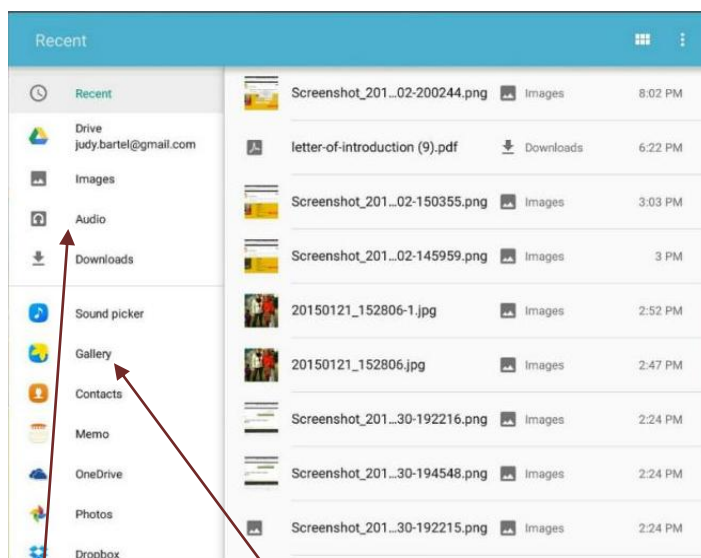 Recent
Recent
Drive
judy.bartel@gmail.com
Images
Audio
Downloads
Sound picker
Gallery
Contacts
Memo
OneDrive
Photos
Dropbox
Screenshot_201...02-200244.png Images 8:02 PM
letter-of-introduction (9).pdf Downloads 6:22 PM
Screenshot_201...02-150355.png Images 3:03 PM
Screenshot_201...02-145959.png Images 3 PM
20150121_152806-1.jpg Images 2:52 PM
20150121_152806.jpg Images 2:47 PM
Screenshot_201...30-192216.png Images 2:24 PM
Screenshot_201...30-194548.png Images 2:24 PM
Screenshot_201...30-192215.png Images 2:24 PM